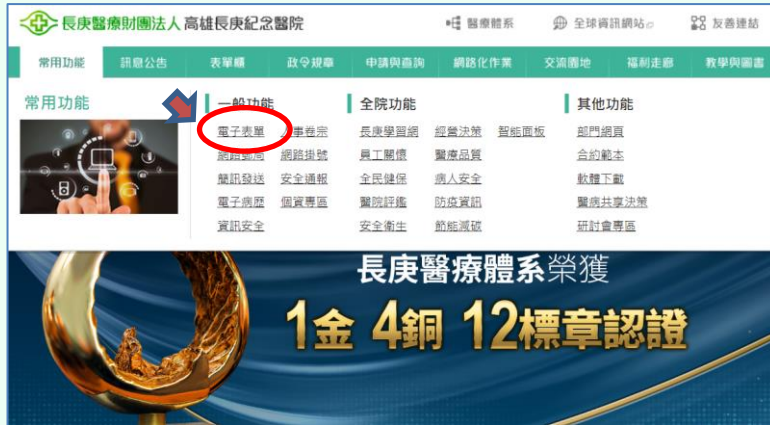 長庚醫療財團法人 高雄長庚紀念醫院
醫療體系 全球資訊網站 友善連結
常用功能 訊息公告 表單櫃 政令規章 申請與查詢 網路化作業 交流園地 福利走廊 教學與圖書
常用功能
一般功能 全院功能 其他功能
電子表單 人事卷宗 長庚學習網 經營決策 智能面板 部門網頁
網路郵局 網路掛號 員工關懷 醫療品質 合約範本
簡訊發送 安全通報 全民健保 病人安全 軟體下載
電子病歷 個資專區 醫院評鑑 防疫資訊 醫病共享決策
資訊安全 安全衛生 節能減碳 研討會專區
長庚醫療體系榮獲
1金 4銅 12標章認證